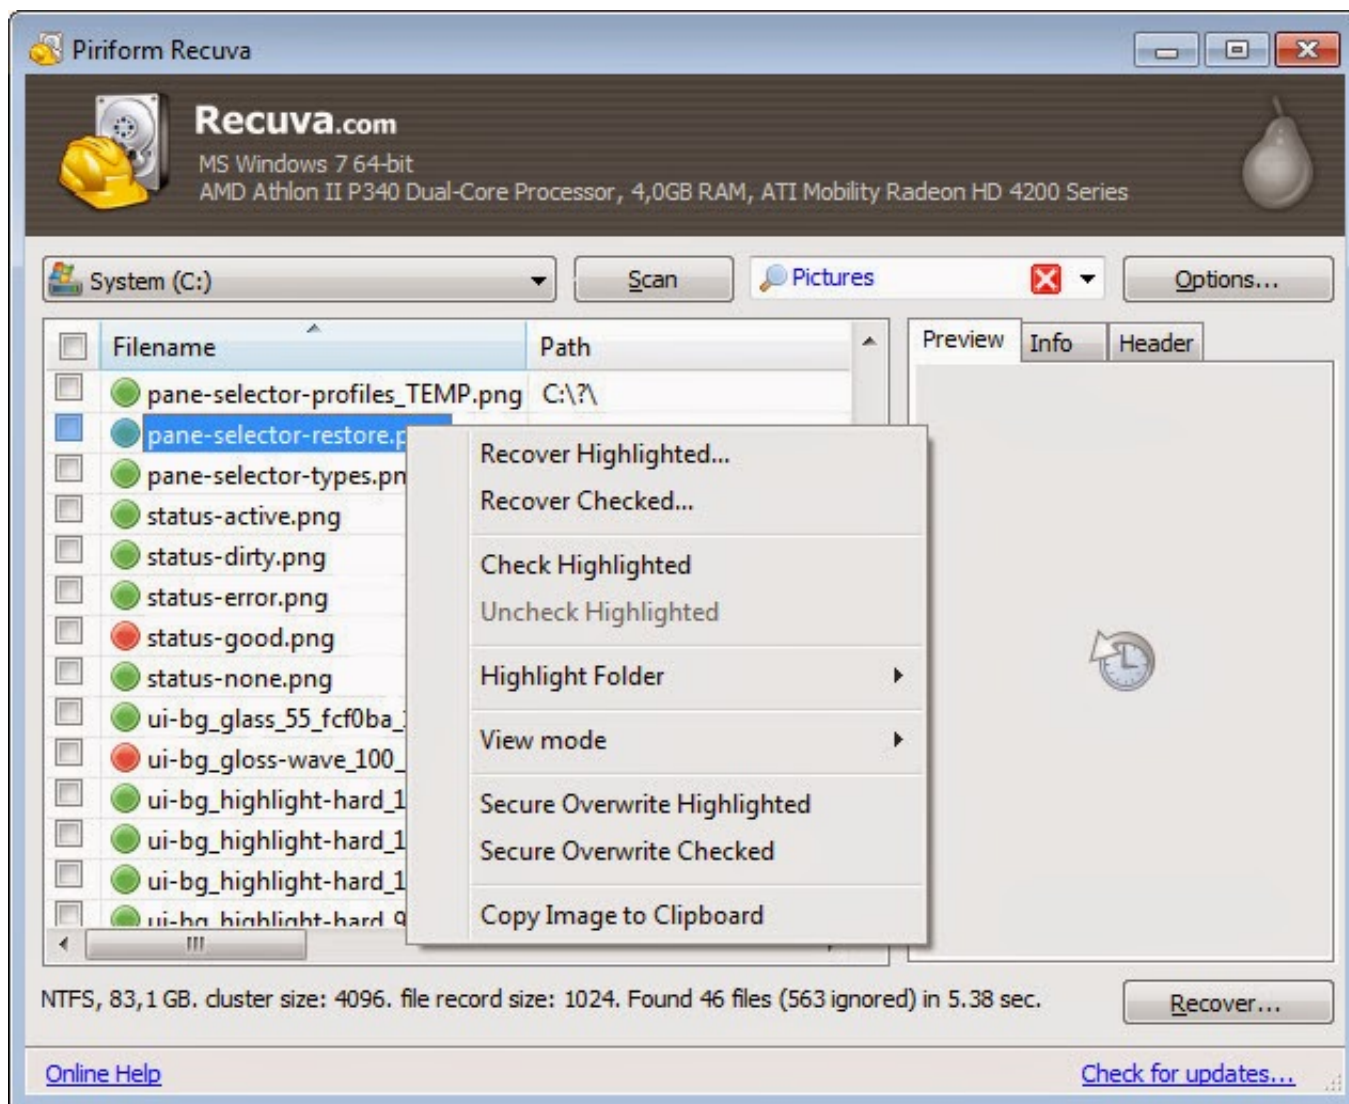 Piriform Recuva
Recuva.com
MS Windows 7 64-bit
AMD Athlon II P340 Dual-Core Processor, 4,0GB RAM, ATI Mobility Radeon HD 4200 Series
System (C:)
Scan
Pictures
Options...
Filename
Path
Preview
Info
Header
pane-selector-profiles_TEMP.png C:\?\
pane-selector-restore.p
pane-selector-types.pn
status-active.png
status-dirty.png
status-error.png
status-good.png
status-none.png
ui-bg_glass_55_fcf0ba_
ui-bg_gloss-wave_100_
ui-bg_highlight-hard_1
ui-bg_highlight-hard_1
ui-bg_highlight-hard_1
ui-bg_highlight-hard_9
Recover Highlighted...
Recover Checked...
Check Highlighted
Uncheck Highlighted
Highlight Folder
View mode
Secure Overwrite Highlighted
Secure Overwrite Checked
Copy Image to Clipboard
NTFS, 83,1 GB. cluster size: 4096. file record size: 1024. Found 46 files (563 ignored) in 5.38 sec.
Recover...
Online Help
Check for updates...